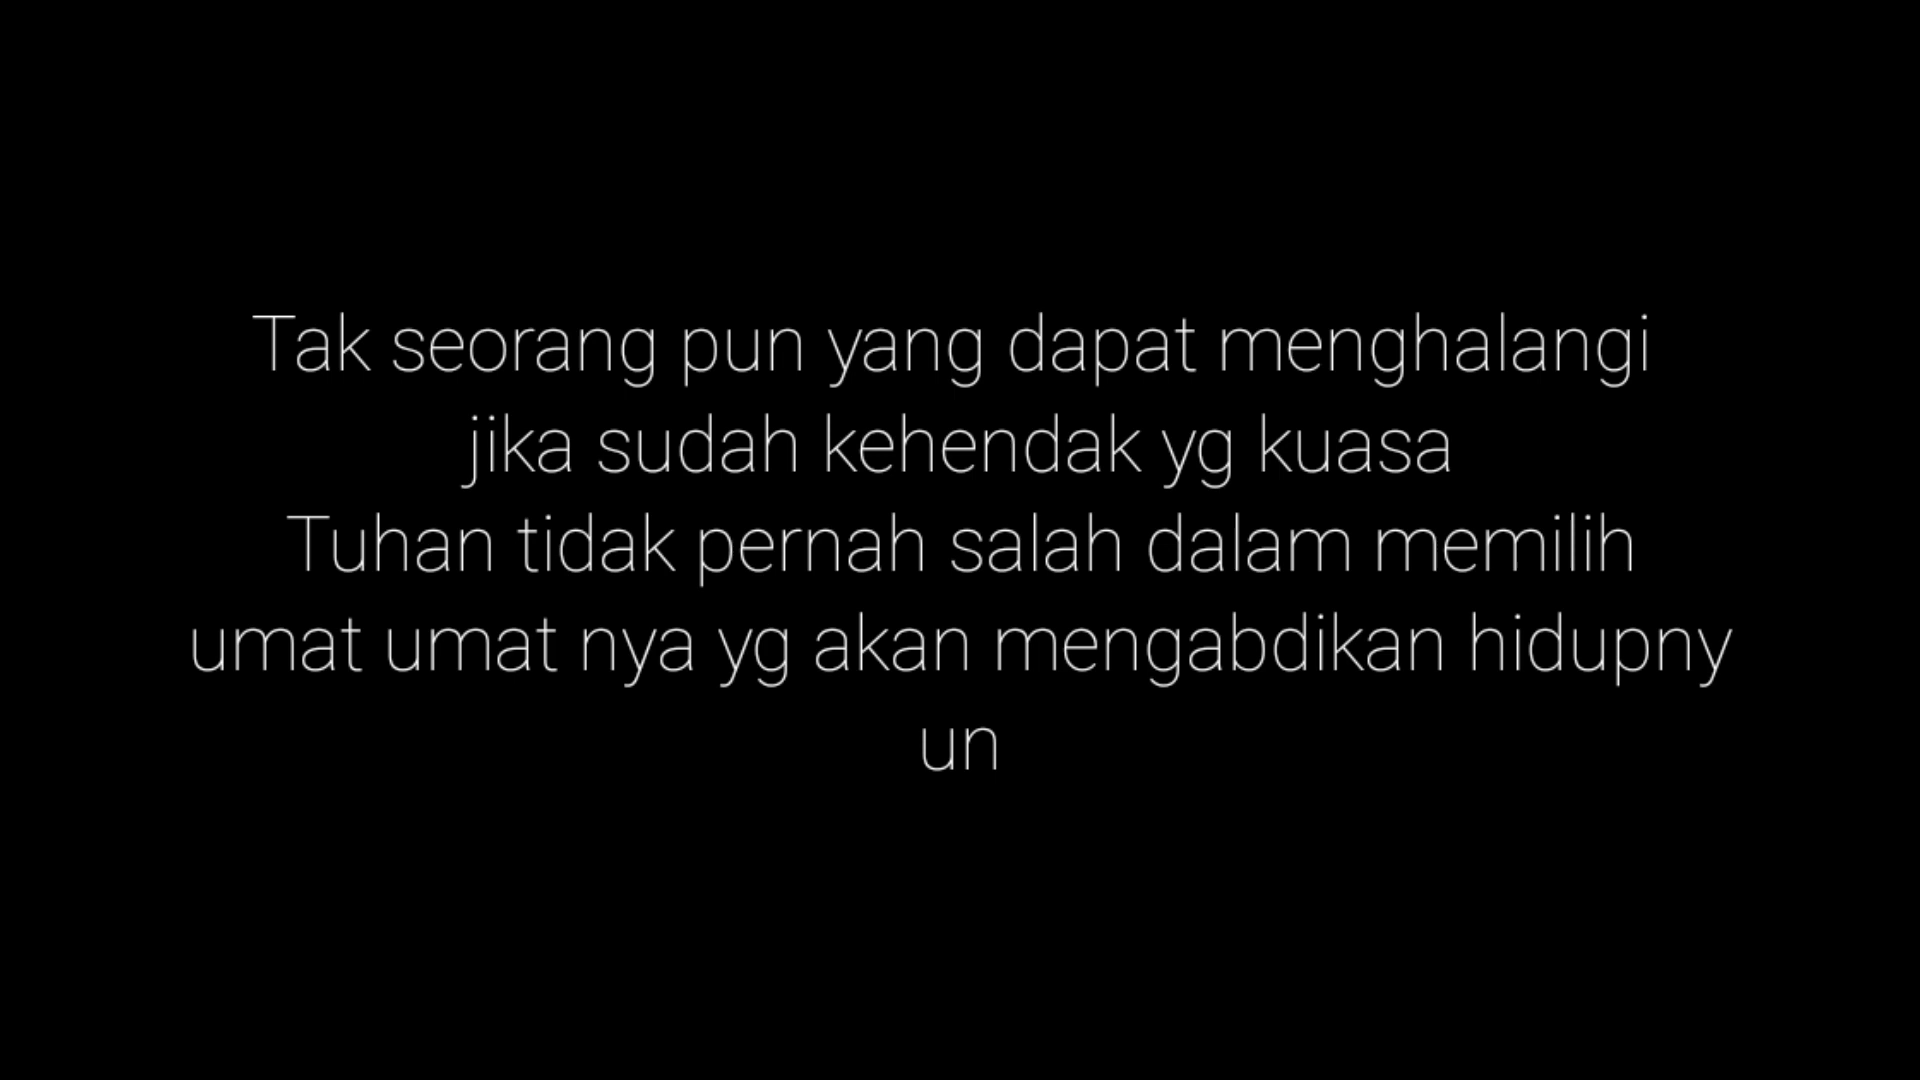 Tak seorang pun yang dapat menghalangi
jika sudah kehendak yg kuasa
Tuhan tidak pernah salah dalam memilih
umat umat nya yg akan mengabdikan hidupny
un